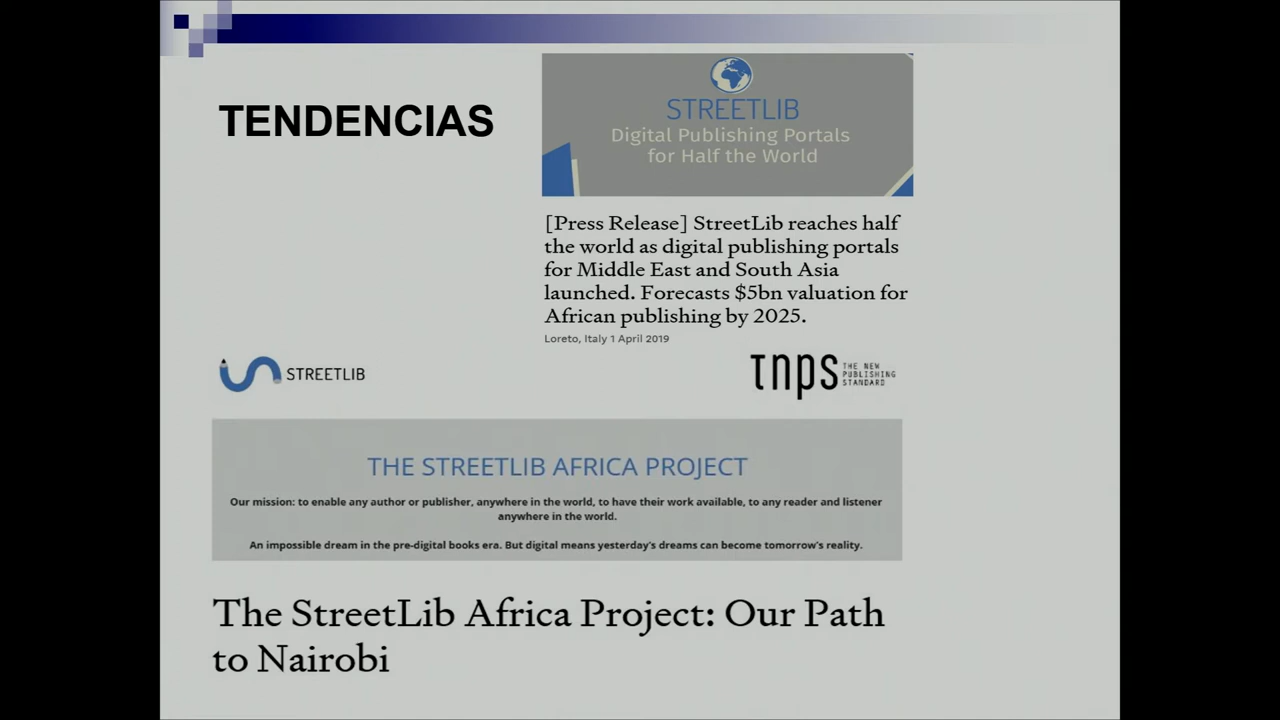 TENDENCIAS
STREETLIB
Digital Publishing Portals
for Half the World
[Press Release] StreetLib reaches half
the world as digital publishing portals
for Middle East and South Asia
launched. Forecasts $5bn valuation for
African publishing by 2025.
Loreto, Italy 1 April 2019
STREETLIB
tnps THE NEW
PUBLISHING
STANDARD
THE STREETLIB AFRICA PROJECT
Our mission: to enable any author or publisher, anywhere in the world, to have their work available, to any reader and listener
anywhere in the world.
An impossible dream in the pre-digital books era. But digital means yesterday's dreams can become tomorrow's reality.
The StreetLib Africa Project: Our Path
to Nairobi